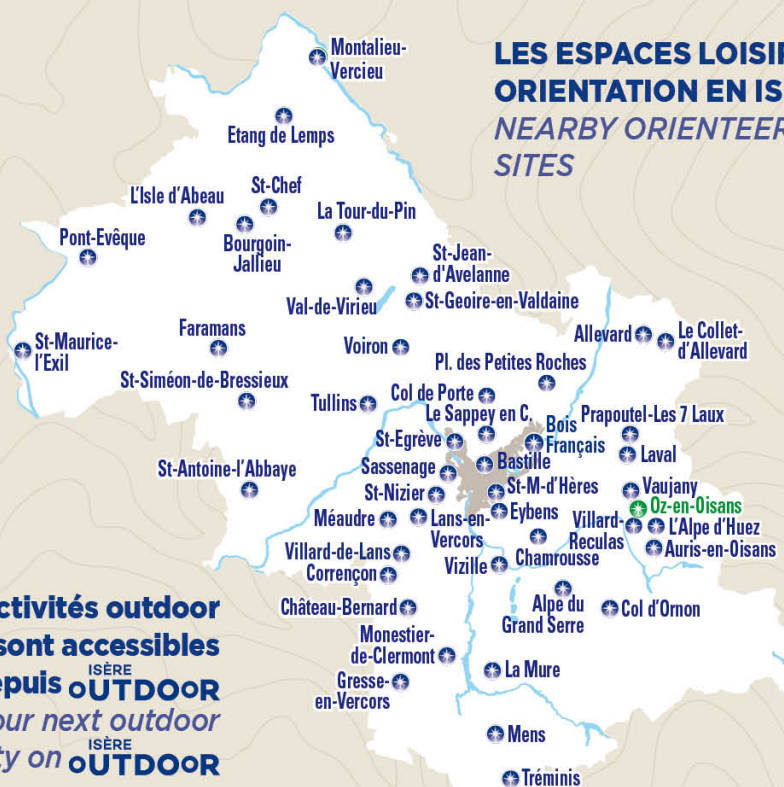 Montalieu-
Vercieu
LES ESPACES LOISI
ORIENTATION EN IS
NEARBY ORIENTEER
SITES
Etang de Lemps
L'Isle d'Abeau
St-Chef
La Tour-du-Pin
Pont-Evêque
Bourgoin-
Jallieu
St-Jean-
d'Avelanne
Val-de-Virieu
St-Geoire-en-Valdaine
St-Maurice-
l'Exil
Faramans
Voiron
Allevard
Le Collet-
d'Allevard
St-Siméon-de-Bressieux
Pl. des Petites Roches
Tullins
Col de Porte
Le Sappey en C.
Prapoutel-Les 7 Laux
St-Egrève
Bois
Français
Laval
St-Antoine-l'Abbaye
Sassenage
Bastille
St-Nizier
St-M-d'Hères
Vaujany
Oz-en-Oisans
Méaudre
Lans-en-
Vercors
Eybens
Villard-
Reculas
L'Alpe d'Huez
Auris-en-Oisans
Villard-de-Lans
Corrençon
Vizille
Chamrousse
Château-Bernard
Alpe du
Grand Serre
Col d'Ornon
Monestier-
de-Clermont
La Mure
Gresse-
en-Vercors
Mens
Tréminis
ctivités outdoor
sont accessibles
epuis ISÈRE OUTDOOR
our next outdoor
ty on ISÈRE OUTDOOR